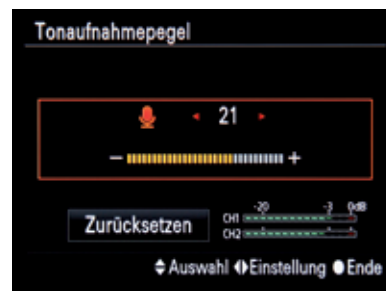 Tonaufnahmepegel
21
– +
-20 -3 0dB
Zurücksetzen CH1
CH2
Auswahl Einstellung Ende